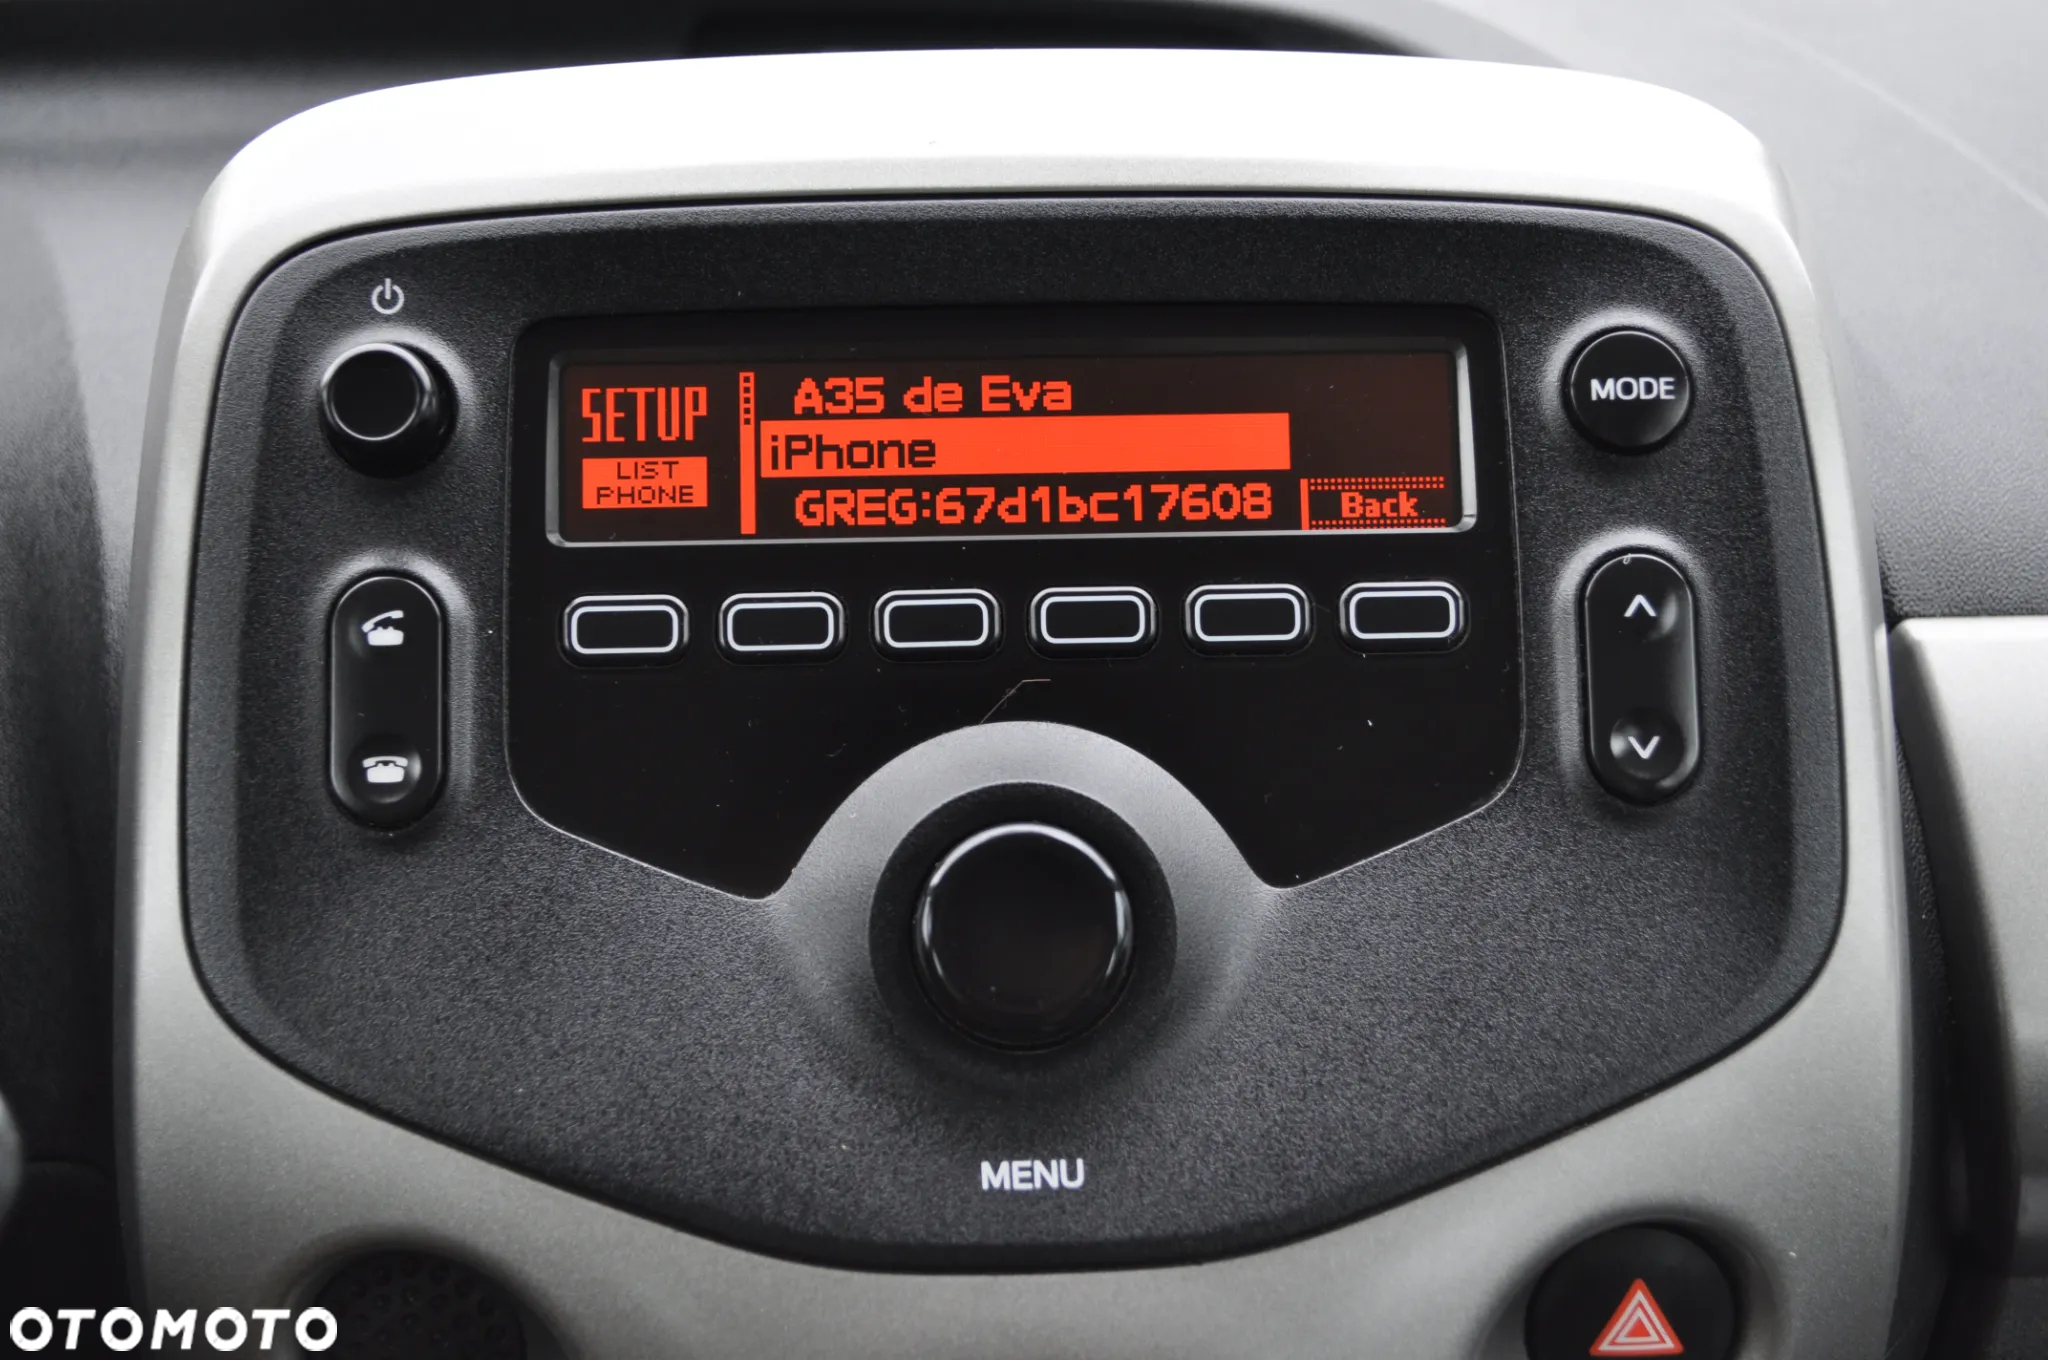 SETUP
LIST
PHONE
A35 de Eva
iPhone
GREG:67d1bc17608
Back
MODE
MENU
OTOMOTO